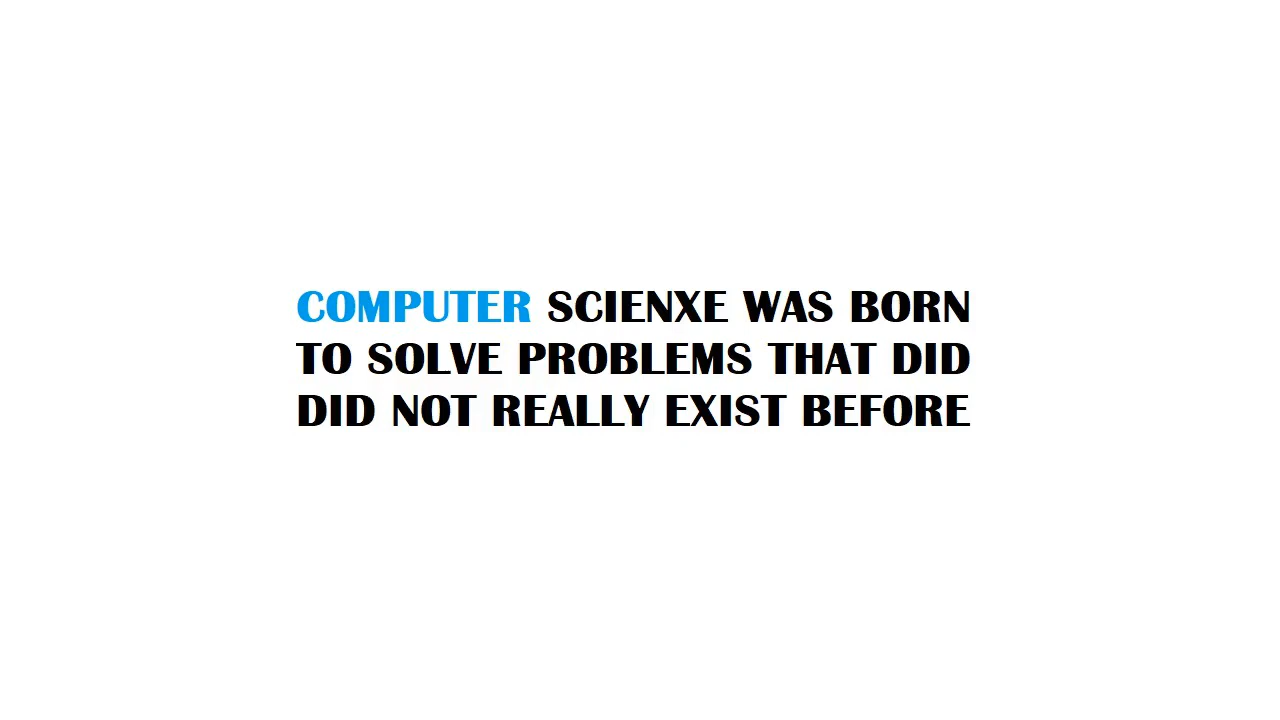 COMPUTER SCIENXE WAS BORN
TO SOLVE PROBLEMS THAT DID
DID NOT REALLY EXIST BEFORE